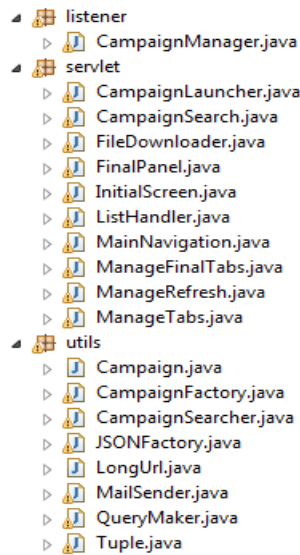 listener
CampaignManager.java
servlet
CampaignLauncher.java
CampaignSearch.java
FileDownloader.java
FinalPanel.java
InitialScreen.java
ListHandler.java
MainNavigation.java
ManageFinalTabs.java
ManageRefresh.java
ManageTabs.java
utils
Campaign.java
CampaignFactory.java
CampaignSearcher.java
JSONFactory.java
LongUrl.java
MailSender.java
QueryMaker.java
Tuple.java